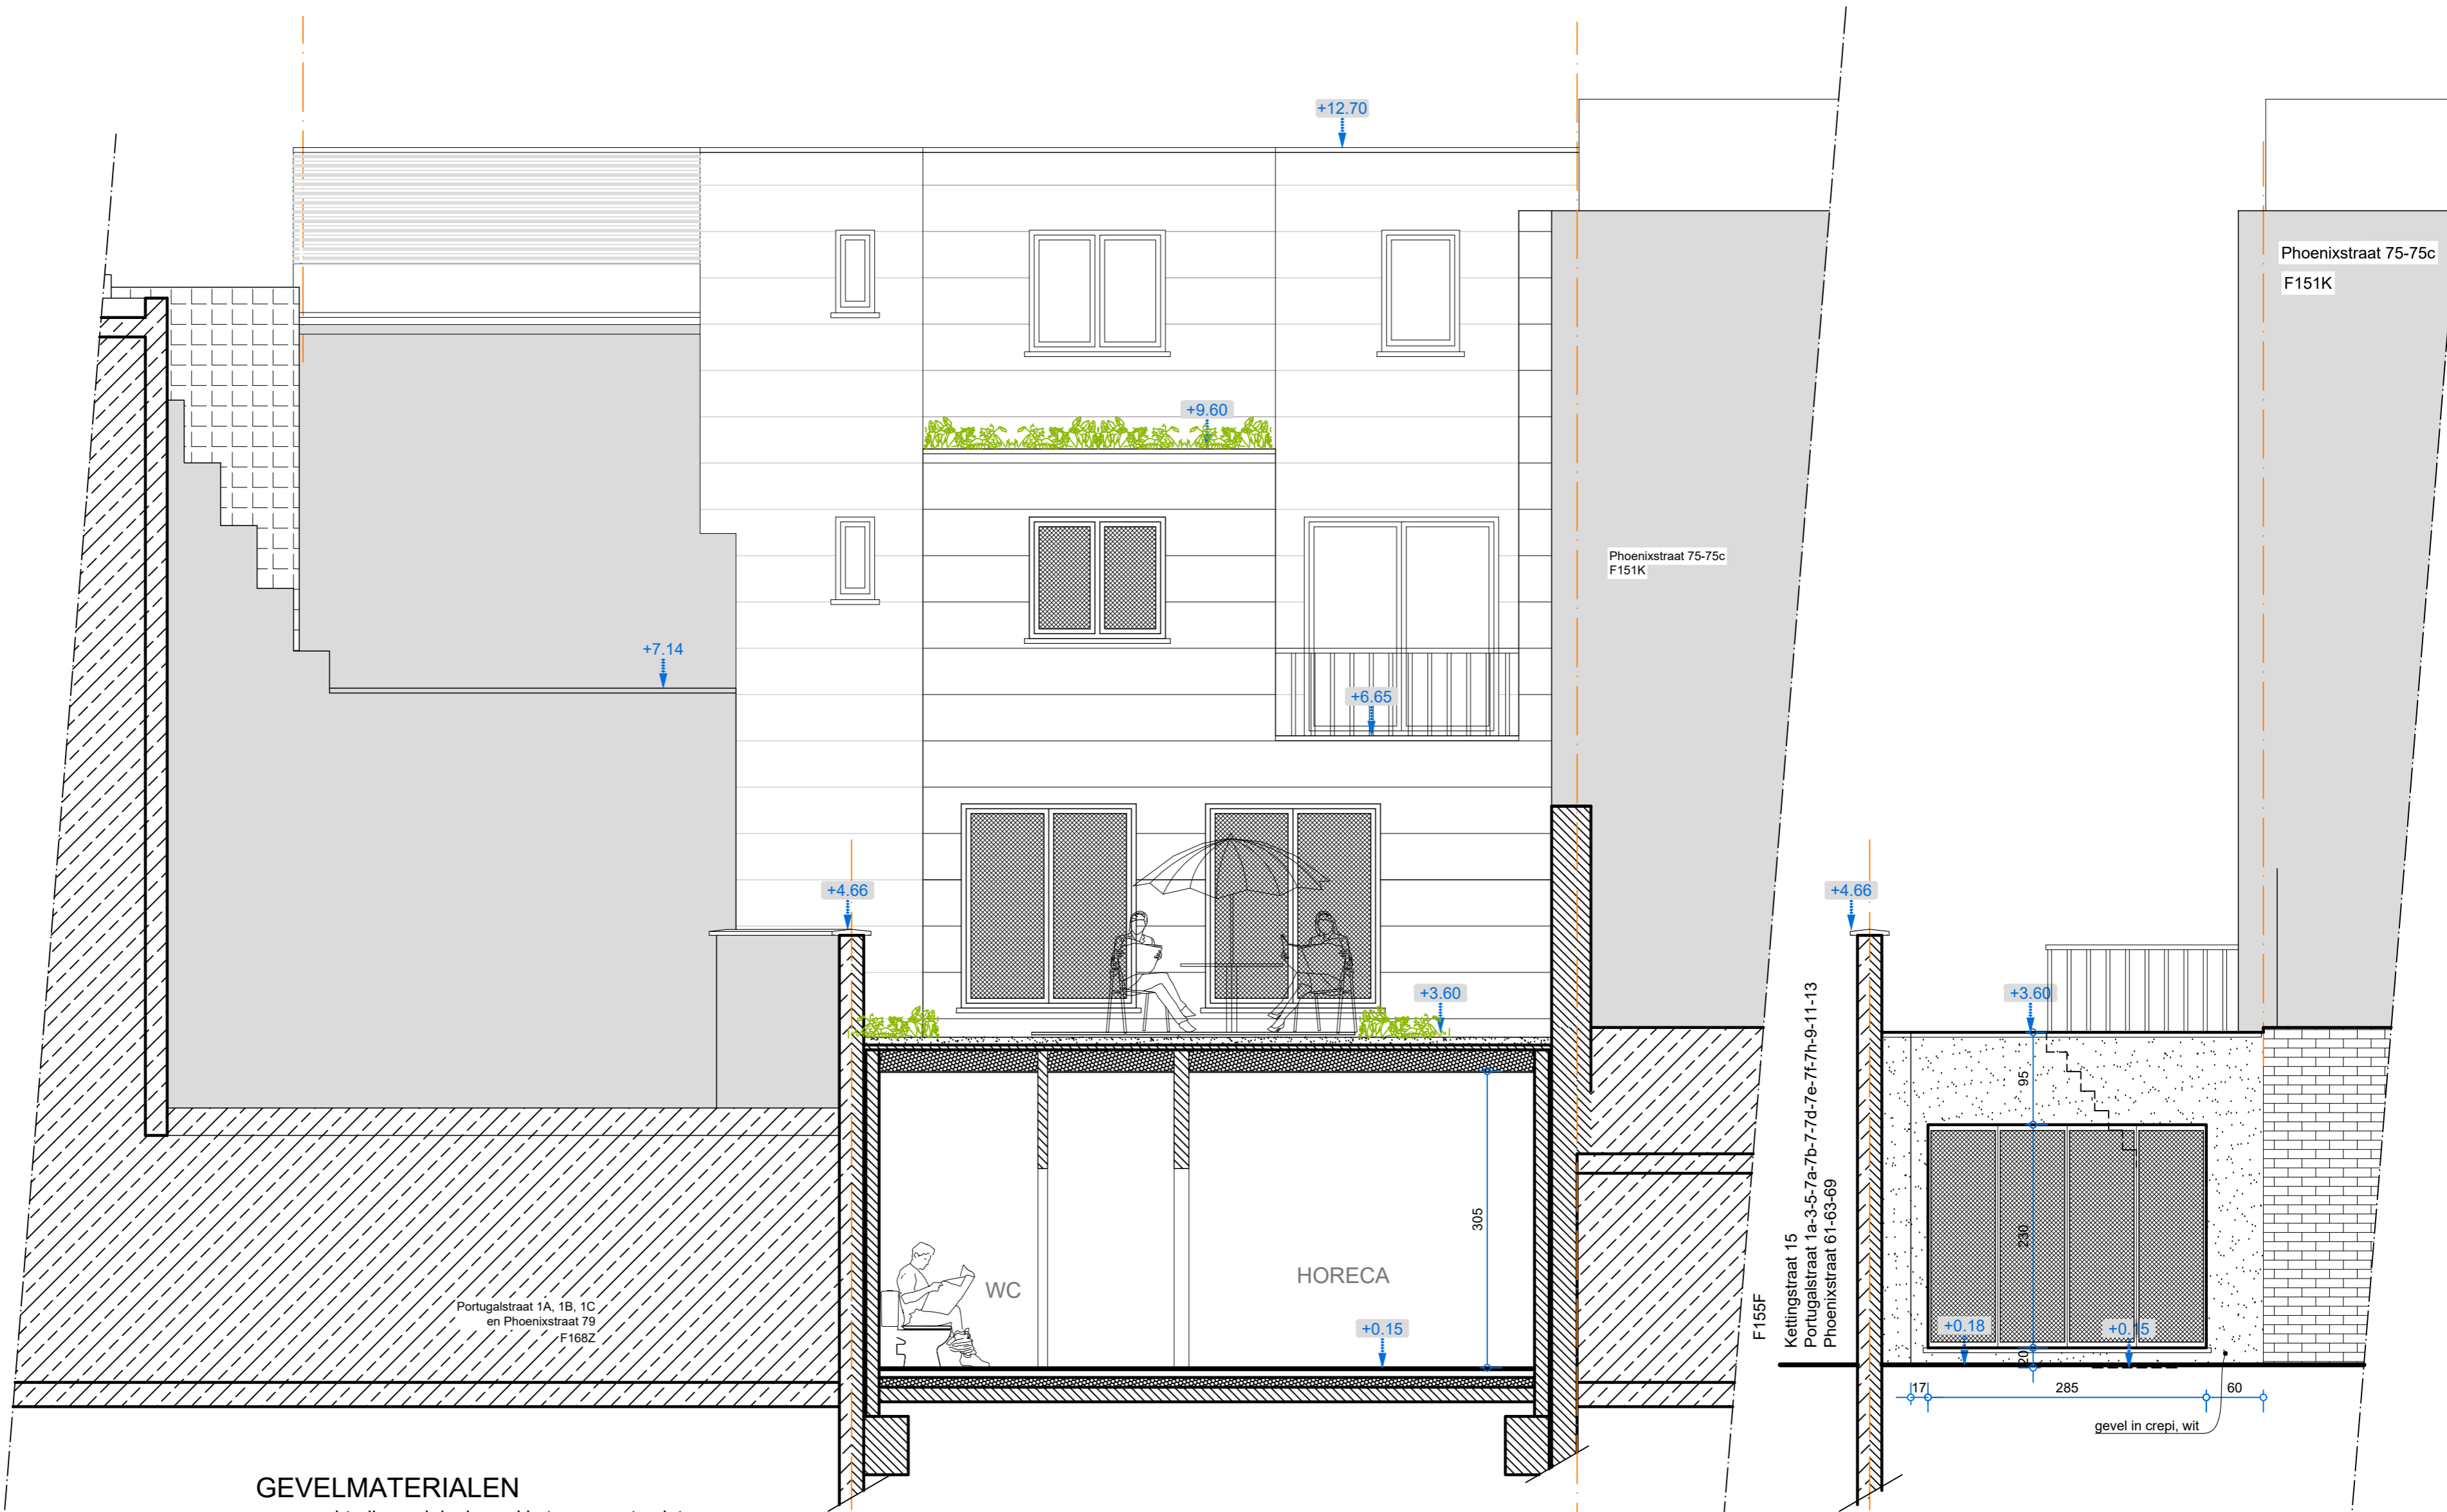 +12.70
Phoenixstraat 75-75c
F151K
+9.60
Phoenixstraat 75-75c
F151K
+7.14
+6.65
+4.66
+4.66
+3.60
+3.60
95
305
230
Kettingstraat 15
Portugalstraat 1a-3-5-7a-7b-7-7d-7e-7f-7h-9-11-13
Phoenixstraat 61-63-69
F155F
WC
HORECA
Portugalstraat 1A, 1B, 1C
en Phoenixstraat 79
F168Z
+0.15
+0.18
+0.15
20
17
285
60
gevel in crepi, wit
GEVELMATERIALEN